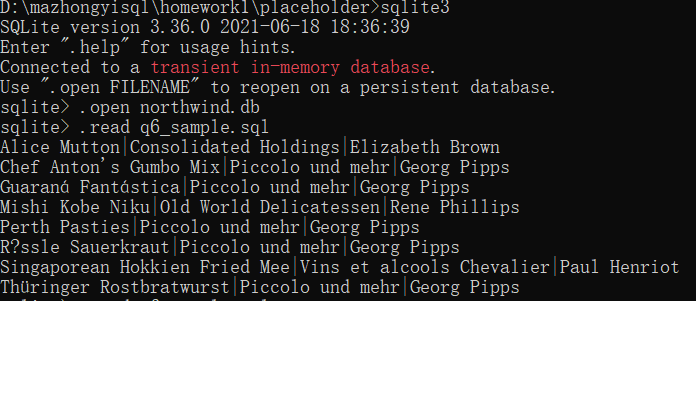 D:\mazhongyisql\homework1\placeholder>sqlite3
SQLite version 3.36.0 2021-06-18 18:36:39
Enter ".help" for usage hints.
Connected to a transient in-memory database.
Use ".open FILENAME" to reopen on a persistent database.
sqlite> .open northwind.db
sqlite> .read q6_sample.sql
Alice Mutton|Consolidated Holdings|Elizabeth Brown
Chef Anton's Gumbo Mix|Piccolo und mehr|Georg Pipps
Guaraná Fantástica|Piccolo und mehr|Georg Pipps
Mishi Kobe Niku|Old World Delicatessen|Rene Phillips
Perth Pasties|Piccolo und mehr|Georg Pipps
R?ssle Sauerkraut|Piccolo und mehr|Georg Pipps
Singaporean Hokkien Fried Mee|Vins et alcools Chevalier|Paul Henriot
Thüringer Rostbratwurst|Piccolo und mehr|Georg Pipps